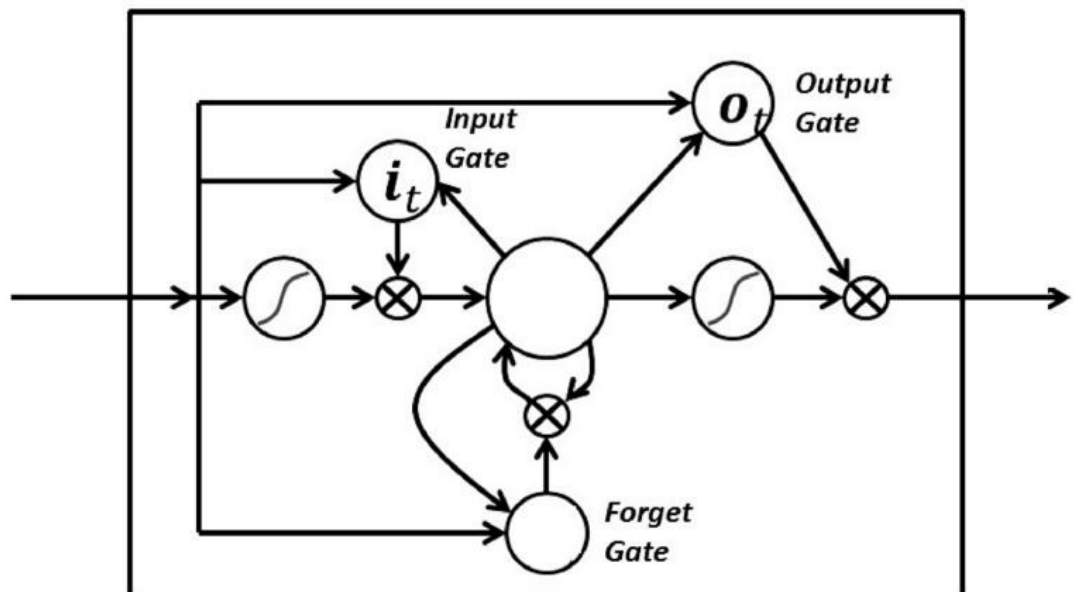 Input
Gate
i_t
o_t
Output
Gate
Forget
Gate